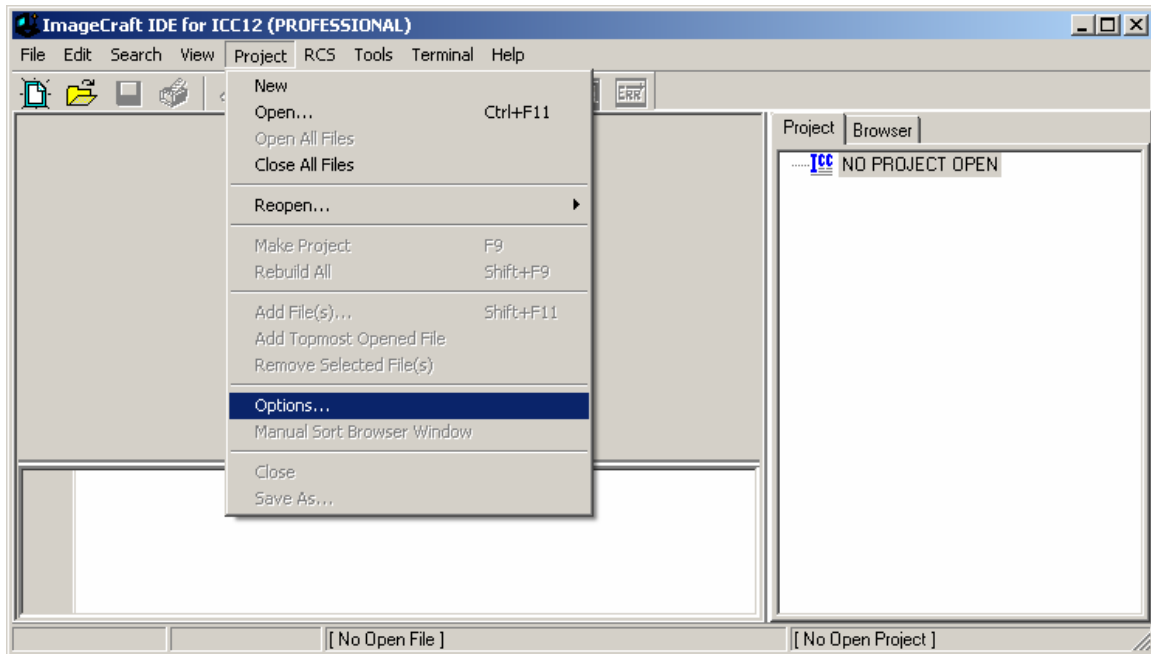 ImageCraft IDE for ICC12 (PROFESSIONAL)
File Edit Search View Project RCS Tools Terminal Help
ERR
New
Open... Ctrl+F11
Open All Files
Close All Files
Reopen...
Make Project F9
Rebuild All Shift+F9
Add File(s)... Shift+F11
Add Topmost Opened File
Remove Selected File(s)
Options...
Manual Sort Browser Window
Close
Save As...
Project Browser
ICC NO PROJECT OPEN
[ No Open File ] [ No Open Project ]